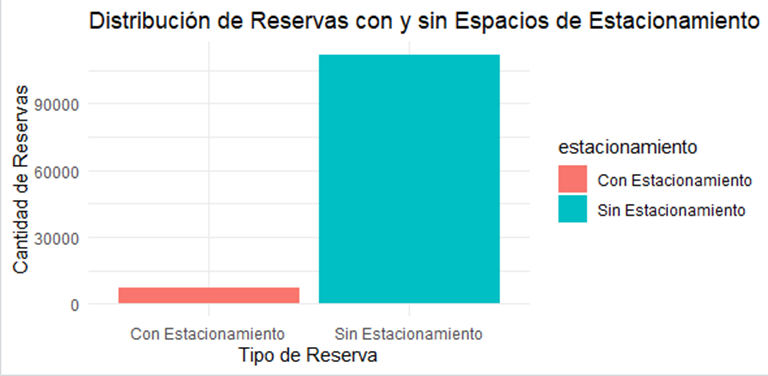 Distribución de Reservas con y sin Espacios de Estacionamiento
Cantidad de Reservas
90000
60000
30000
0
Con Estacionamiento
Sin Estacionamiento
Tipo de Reserva
estacionamiento
Con Estacionamiento
Sin Estacionamiento